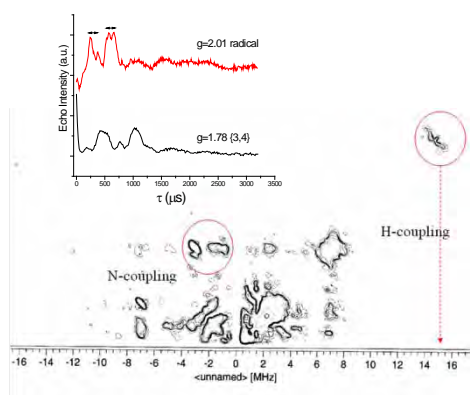 g=2.01 radical
Echo Intensity (a.u.)
g=1.78 {3,4}
0 500 1000 1500 2000 2500 3000 3500
τ (μs)
H-coupling
N-coupling
-16 -14 -12 -10 -8 -6 -4 -2 0 2 4 6 8 10 12 14 16
<unnamed> [MHz]